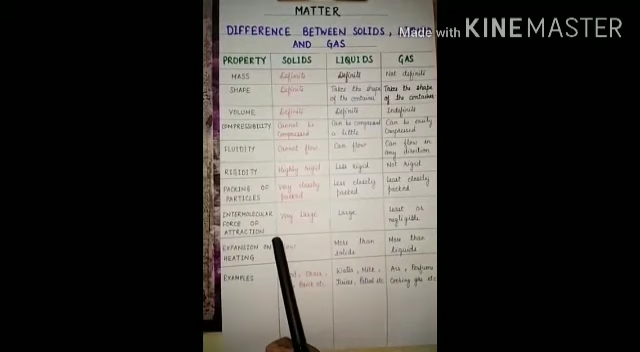 MATTER
DIFFERENCE BETWEEN SOLIDS,
AND GAS
Made with KINEMASTER
PROPERTY SOLIDS LIQUIDS GAS
MASS Definite Definite Not definite
SHAPE Definite Takes the shape of the container Takes the shape of the container
VOLUME Definite Definite Indefinite
COMPRESSIBILITY Cannot be compressed Can be compressed a little Can be easily compressed
FLUIDITY Cannot flow Can flow Can flow in any direction
RIGIDITY Highly rigid Less rigid Not rigid
PACKING OF PARTICLES Very closely packed Less closely packed Least closely packed
INTERMOLECULAR FORCE OF ATTRACTION Very large Large Least or negligible
EXPANSION ON HEATING More than solids More than liquids
EXAMPLES Chair, Brick etc Water, Milk, Juices, Petrol etc Air, Perfume Cooking gas etc